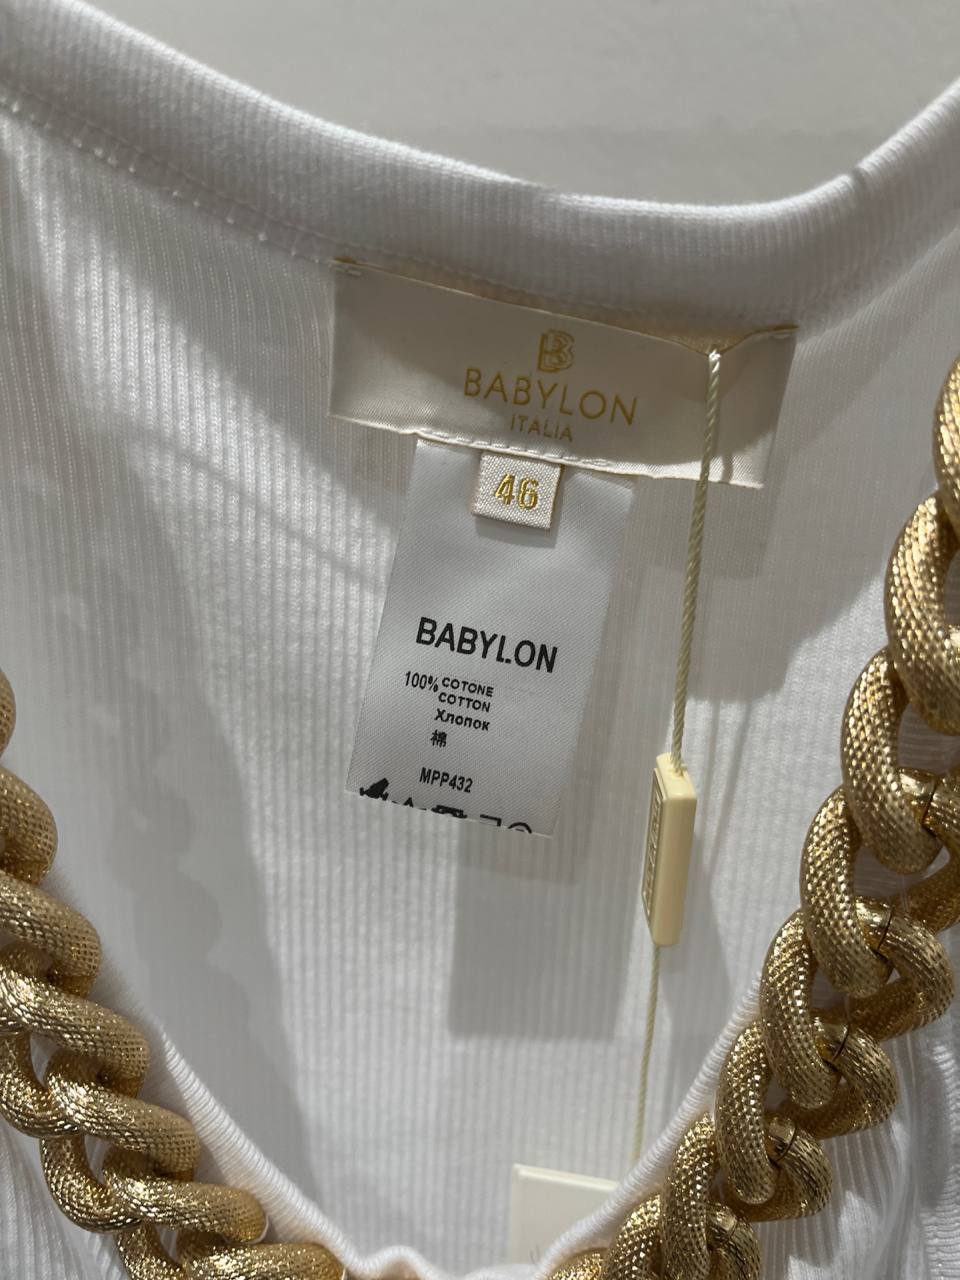 B
BABYLON
ITALIA
46
BABYLON
100% COTONE
COTTON
Хлопок
棉
MPP432